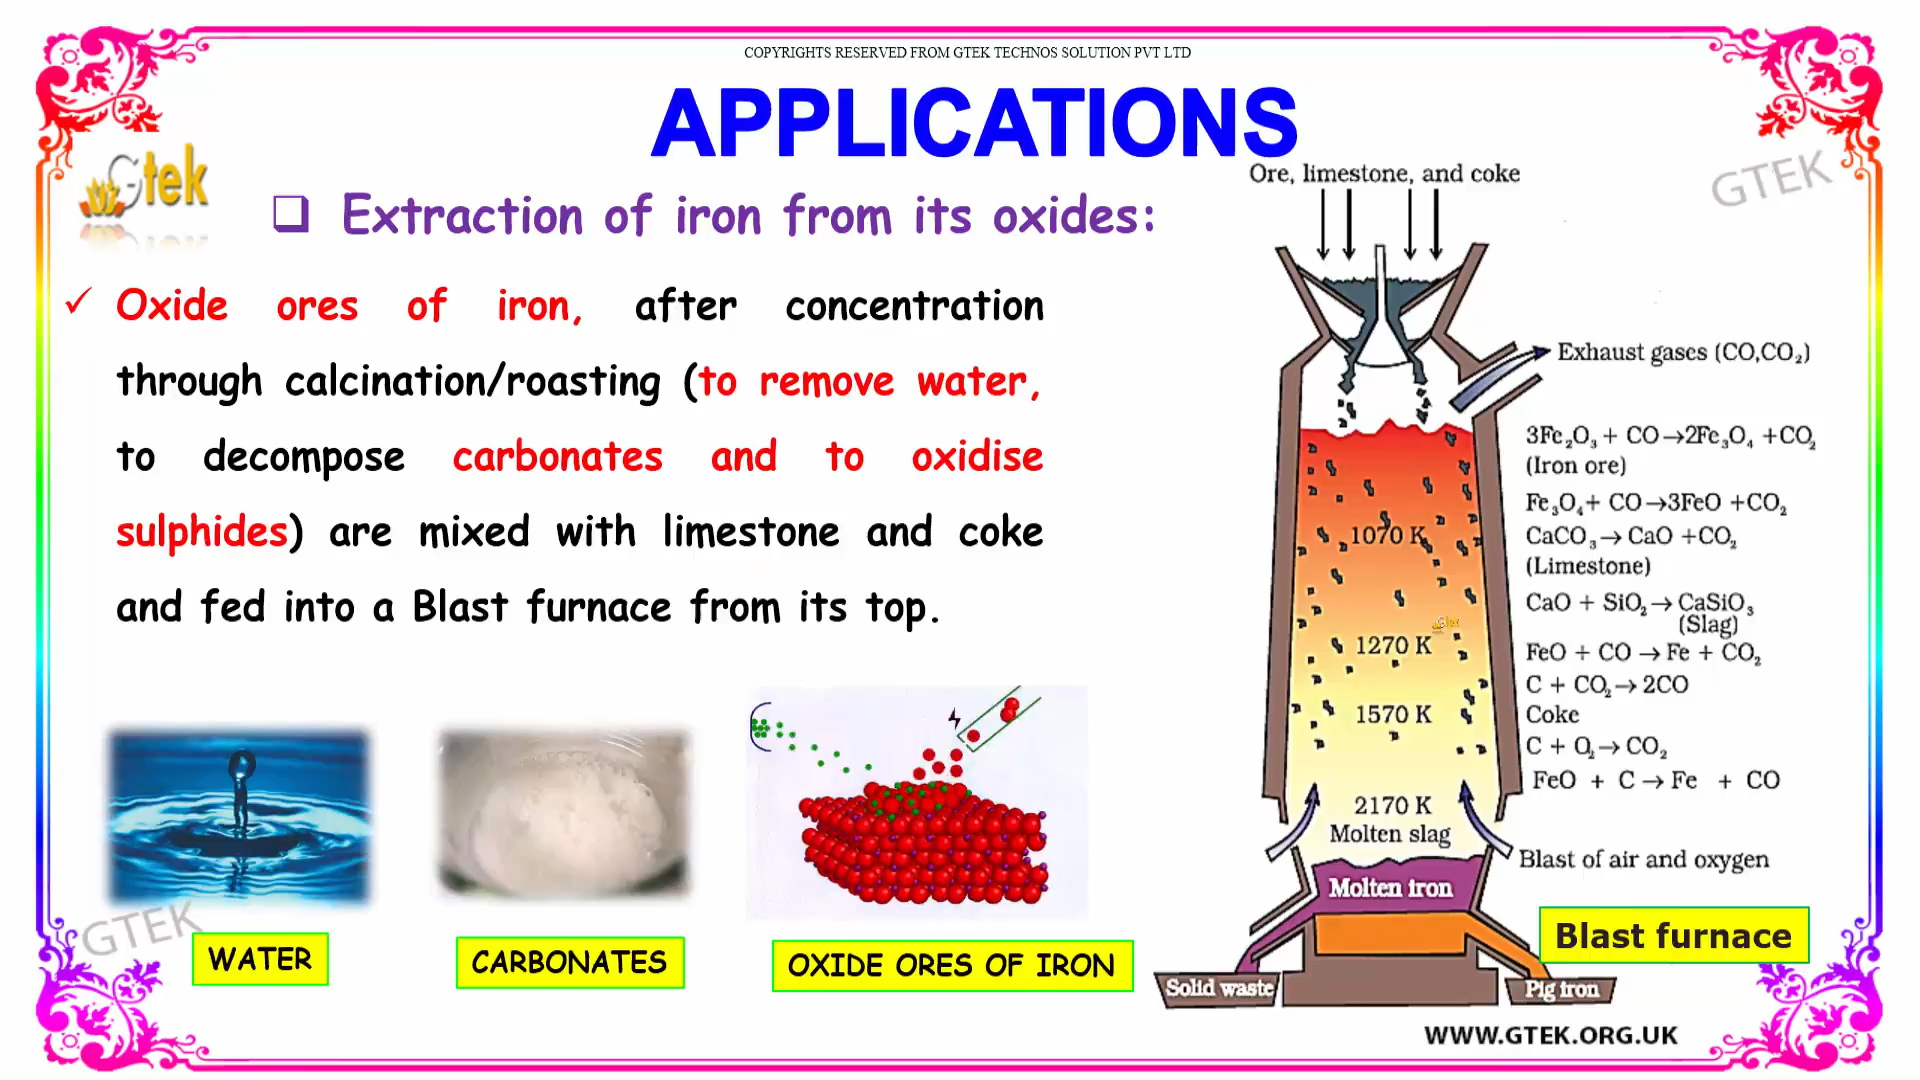 COPYRIGHTS RESERVED FROM GTEK TECHNOS SOLUTION PVT LTD
APPLICATIONS
Gtek
GTEK
❑ Extraction of iron from its oxides:
✓ Oxide ores of iron, after concentration
through calcination/roasting (to remove water,
to decompose carbonates and to oxidise
sulphides) are mixed with limestone and coke
and fed into a Blast furnace from its top.
WATER
CARBONATES
OXIDE ORES OF IRON
GTEK
Ore, limestone, and coke
Exhaust gases (CO,CO₂)
3Fe₂O₃ + CO→2Fe₃O₄ +CO₂
(Iron ore)
Fe₃O₄+ CO→3FeO +CO₂
CaCO₃→ CaO +CO₂
(Limestone)
CaO + SiO₂→ CaSiO₃
(Slag)
FeO + CO →Fe + CO₂
C + CO₂→ 2CO
Coke
C + O₂→ CO₂
FeO + C → Fe + CO
1070 K
1270 K
1570 K
2170 K
Molten slag
Blast of air and oxygen
Molten iron
Blast furnace
Solid waste
Pig iron
WWW.GTEK.ORG.UK